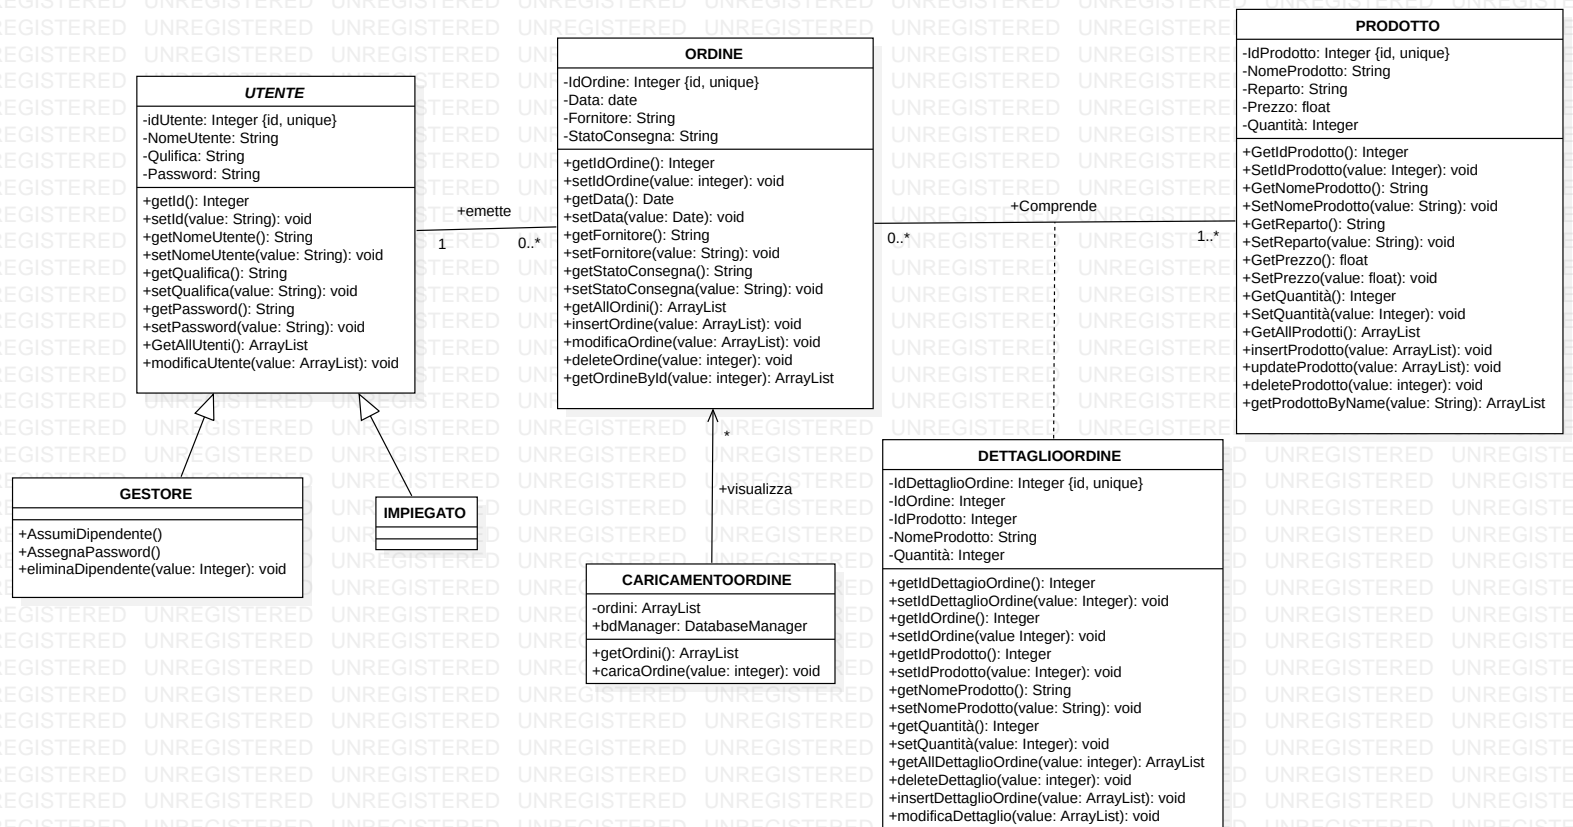 UTENTE
-idUtente: Integer {id, unique}
-NomeUtente: String
-Qulifica: String
-Password: String
+getId(): Integer
+setId(value: String): void
+getNomeUtente(): String
+setNomeUtente(value: String): void
+getQualifica(): String
+setQualifica(value: String): void
+getPassword(): String
+setPassword(value: String): void
+GetAllUtenti(): ArrayList
+modificaUtente(value: ArrayList): void
+emette
1
0..*
ORDINE
-IdOrdine: Integer {id, unique}
-Data: date
-Fornitore: String
-StatoConsegna: String
+getIdOrdine(): Integer
+setIdOrdine(value: integer): void
+getData(): Date
+setData(value: Date): void
+getFornitore(): String
+setFornitore(value: String): void
+getStatoConsegna(): String
+setStatoConsegna(value: String): void
+getAllOrdini(): ArrayList
+insertOrdine(value: ArrayList): void
+modificaOrdine(value: ArrayList): void
+deleteOrdine(value: integer): void
+getOrdineById(value: integer): ArrayList
+Comprende
0..*
1..*
PRODOTTO
-IdProdotto: Integer {id, unique}
-NomeProdotto: String
-Reparto: String
-Prezzo: float
-Quantità: Integer
+GetIdProdotto(): Integer
+SetIdProdotto(value: Integer): void
+GetNomeProdotto(): String
+SetNomeProdotto(value: String): void
+GetReparto(): String
+SetReparto(value: String): void
+GetPrezzo(): float
+SetPrezzo(value: float): void
+GetQuantità(): Integer
+SetQuantità(value: Integer): void
+GetAllProdotti(): ArrayList
+insertProdotto(value: ArrayList): void
+updateProdotto(value: ArrayList): void
+deleteProdotto(value: integer): void
+getProdottoByName(value: String): ArrayList
GESTORE
+AssumiDipendente()
+AssegnaPassword()
+eliminaDipendente(value: Integer): void
IMPIEGATO
*
+visualizza
CARICAMENTOORDINE
-ordini: ArrayList
+bdManager: DatabaseManager
+getOrdini(): ArrayList
+caricaOrdine(value: integer): void
DETTAGLIOORDINE
-IdDettaglioOrdine: Integer {id, unique}
-IdOrdine: Integer
-IdProdotto: Integer
-NomeProdotto: String
-Quantità: Integer
+getIdDettagioOrdine(): Integer
+setIdDettaglioOrdine(value: Integer): void
+getIdOrdine(): Integer
+setIdOrdine(value Integer): void
+getIdProdotto(): Integer
+setIdProdotto(value: Integer): void
+getNomeProdotto(): String
+setNomeProdotto(value: String): void
+getQuantità(): Integer
+setQuantità(value: Integer): void
+getAllDettaglioOrdine(value: integer): ArrayList
+deleteDettaglio(value: integer): void
+insertDettaglioOrdine(value: ArrayList): void
+modificaDettaglio(value: ArrayList): void
UNREGISTERED